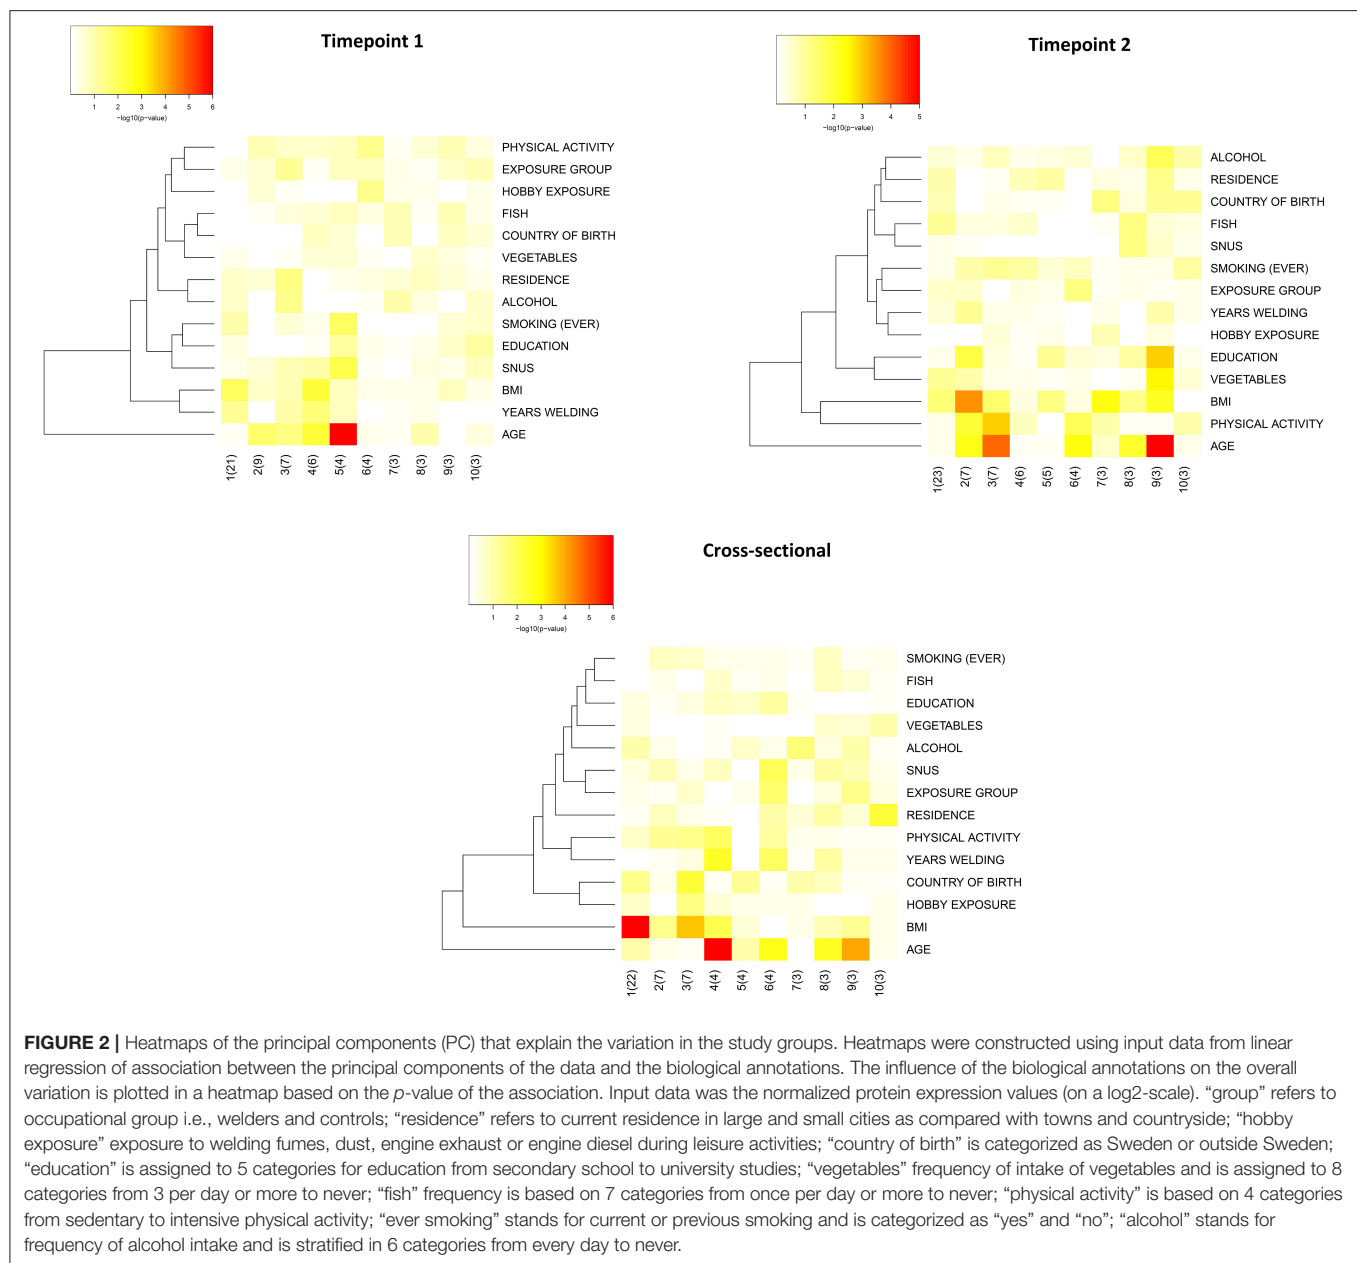 Timepoint 1
1 2 3 4 5 6
−log10(p−value)
PHYSICAL ACTIVITY
EXPOSURE GROUP
HOBBY EXPOSURE
FISH
COUNTRY OF BIRTH
VEGETABLES
RESIDENCE
ALCOHOL
SMOKING (EVER)
EDUCATION
SNUS
BMI
YEARS WELDING
AGE
1(21) 2(9) 3(7) 4(6) 5(4) 6(4) 7(3) 8(3) 9(3) 10(3)
Timepoint 2
1 2 3 4 5
−log10(p−value)
ALCOHOL
RESIDENCE
COUNTRY OF BIRTH
FISH
SNUS
SMOKING (EVER)
EXPOSURE GROUP
YEARS WELDING
HOBBY EXPOSURE
EDUCATION
VEGETABLES
BMI
PHYSICAL ACTIVITY
AGE
1(23) 2(7) 3(7) 4(6) 5(5) 6(4) 7(3) 8(3) 9(3) 10(3)
Cross-sectional
1 2 3 4 5 6
−log10(p−value)
SMOKING (EVER)
FISH
EDUCATION
VEGETABLES
ALCOHOL
SNUS
EXPOSURE GROUP
RESIDENCE
PHYSICAL ACTIVITY
YEARS WELDING
COUNTRY OF BIRTH
HOBBY EXPOSURE
BMI
AGE
1(22) 2(7) 3(7) 4(4) 5(4) 6(4) 7(3) 8(3) 9(3) 10(3)
FIGURE 2 | Heatmaps of the principal components (PC) that explain the variation in the study groups. Heatmaps were constructed using input data from linear
regression of association between the principal components of the data and the biological annotations. The influence of the biological annotations on the overall
variation is plotted in a heatmap based on the p-value of the association. Input data was the normalized protein expression values (on a log2-scale). “group” refers to
occupational group i.e., welders and controls; “residence” refers to current residence in large and small cities as compared with towns and countryside; “hobby
exposure” exposure to welding fumes, dust, engine exhaust or engine diesel during leisure activities; “country of birth” is categorized as Sweden or outside Sweden;
“education” is assigned to 5 categories for education from secondary school to university studies; “vegetables” frequency of intake of vegetables and is assigned to 8
categories from 3 per day or more to never; “fish” frequency is based on 7 categories from once per day or more to never; “physical activity” is based on 4 categories
from sedentary to intensive physical activity; “ever smoking” stands for current or previous smoking and is categorized as “yes” and “no”; “alcohol” stands for
frequency of alcohol intake and is stratified in 6 categories from every day to never.